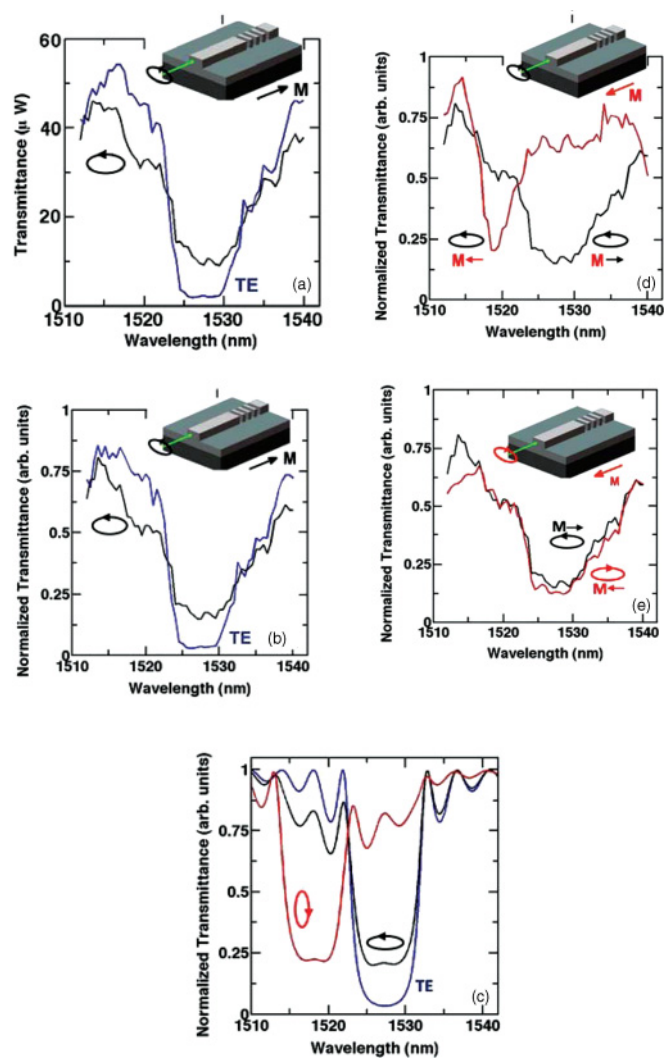 60
40
20
0
1510 1520 1530 1540
Transmittance (μ W)
Wavelength (nm)
M
TE
(a)
1
0.75
0.5
0.25
0
1510 1520 1530 1540
Normalized Transmittance (arb. units)
Wavelength (nm)
M
M
M
(d)
1
0.75
0.5
0.25
0
1510 1520 1530 1540
Normalized Transmittance (arb. units)
Wavelength (nm)
M
TE
(b)
1
0.75
0.5
0.25
0
1510 1520 1530 1540
Normalized Transmittance (arb. units)
Wavelength (nm)
M
M
M
(e)
1
0.75
0.5
0.25
0
1510 1520 1530 1540
Normalized Transmittance (arb. units)
Wavelength (nm)
TE
(c)